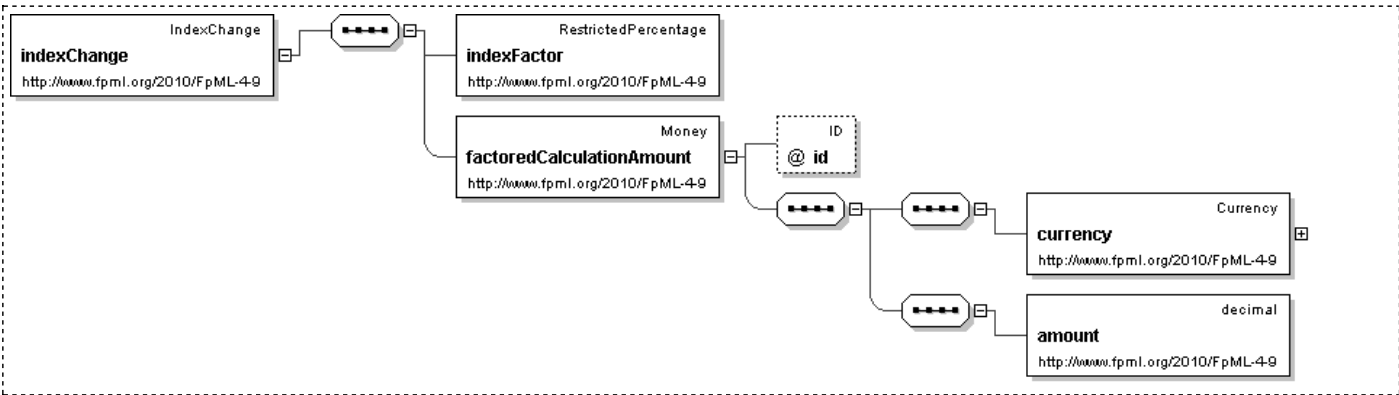 IndexChange
indexChange
http://www.fpml.org/2010/FpML-4-9
RestrictedPercentage
indexFactor
http://www.fpml.org/2010/FpML-4-9
Money
factoredCalculationAmount
http://www.fpml.org/2010/FpML-4-9
ID
@ id
Currency
currency
http://www.fpml.org/2010/FpML-4-9
decimal
amount
http://www.fpml.org/2010/FpML-4-9